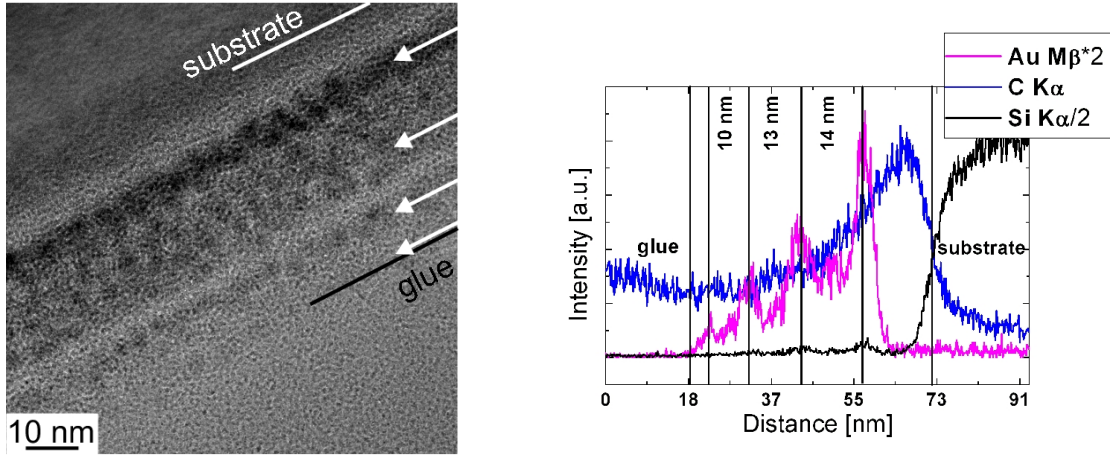 substrate
glue
10 nm
Au Mβ*2
C Kα
Si Kα/2
10 nm
13 nm
14 nm
glue
substrate
Intensity [a.u.]
0 18 37 55 73 91
Distance [nm]